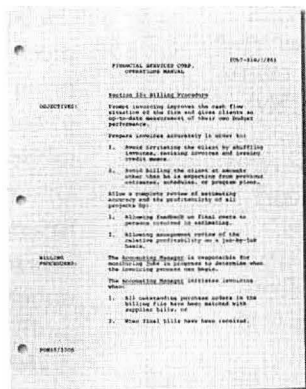 FINANCIAL SERVICES CORP.
OPERATIONS MANUAL
Section 33: Billing Procedure
OBJECTIVES: Prompt invoicing improves the cash flow
situation of the firm and gives clients an
up-to-date measurement of their own budget
performance.
Prepare invoices accurately in order to:
1. Avoid irritating the client by shuffling
invoices, revising invoices and issuing
credit memos.
2. Avoid billing the client at amounts
other than he is expecting from previous
estimates, schedules, or program plans.
Allow a complete review of estimating
accuracy and the profitability of all
projects by:
1. Allowing feedback on final costs to
persons involved in estimating.
2. Allowing management review of the
relative profitability on a job-by-job
basis.
BILLING PROCEDURES: The Accounting Manager is responsible for
monitoring jobs in progress to determine when
the invoicing process can begin.
The Accounting Manager initiates invoicing
when:
1. All outstanding purchase orders in the
billing file have been matched with
supplier bills, or
2. When final bills have been received.